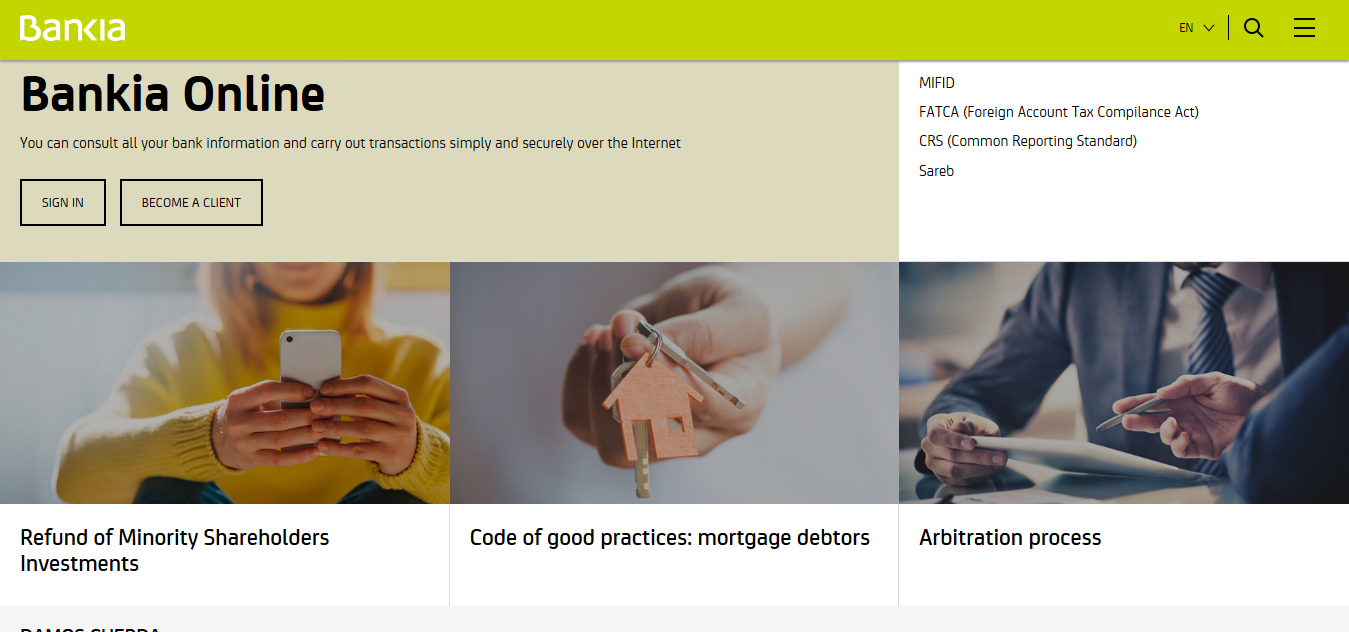 Bankia
EN
Bankia Online
You can consult all your bank information and carry out transactions simply and securely over the Internet
SIGN IN
BECOME A CLIENT
MIFID
FATCA (Foreign Account Tax Compliance Act)
CRS (Common Reporting Standard)
Sareb
Refund of Minority Shareholders
Investments
Code of good practices: mortgage debtors
Arbitration process